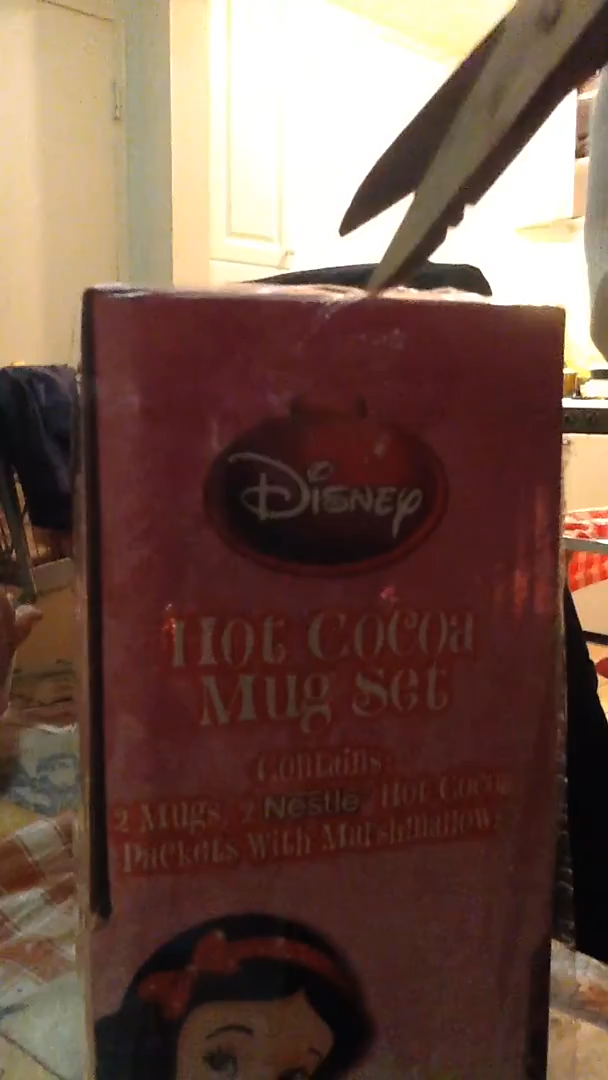 Disney
Hot Cocoa
Mug Set
Contains:
2 Mugs, 2 Nestle Hot Cocoa
Packets with Marshmallows